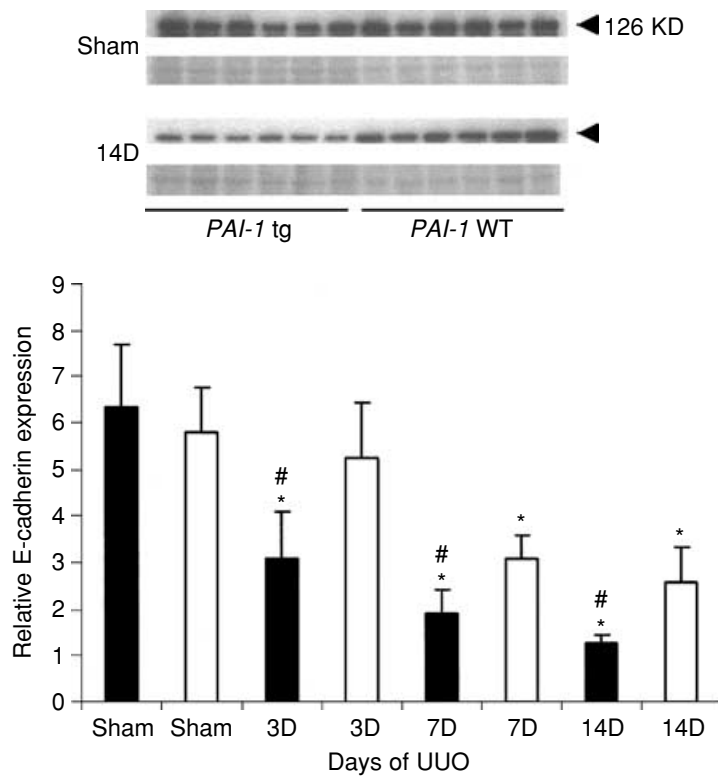 Sham
126 KD
14D
PAI-1 tg PAI-1 WT
9
8
7
6
5
4
3
2
1
0
Relative E-cadherin expression
#
*
#
*
*
#
*
*
Sham Sham 3D 3D 7D 7D 14D 14D
Days of UUO